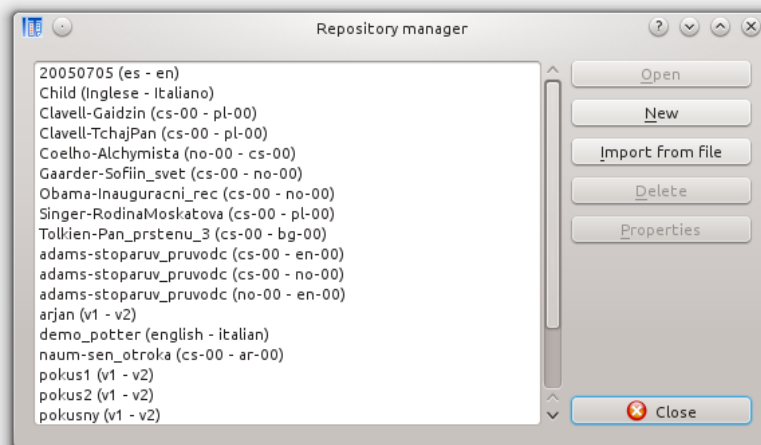 Repository manager
20050705 (es - en)
Child (Inglese - Italiano)
Clavell-Gaidzin (cs-00 - pl-00)
Clavell-TchajPan (cs-00 - pl-00)
Coelho-Alchymista (no-00 - cs-00)
Gaarder-Sofiin_svet (cs-00 - no-00)
Obama-Inauguracni_rec (cs-00 - no-00)
Singer-RodinaMoskatova (cs-00 - pl-00)
Tolkien-Pan_prstenu_3 (cs-00 - bg-00)
adams-stoparuv_pruvodc (cs-00 - en-00)
adams-stoparuv_pruvodc (cs-00 - no-00)
adams-stoparuv_pruvodc (no-00 - en-00)
arjan (v1 - v2)
demo_potter (english - italian)
naum-sen_otroka (cs-00 - ar-00)
pokus1 (v1 - v2)
pokus2 (v1 - v2)
pokusny (v1 - v2)
Open
New
Import from file
Delete
Properties
Close